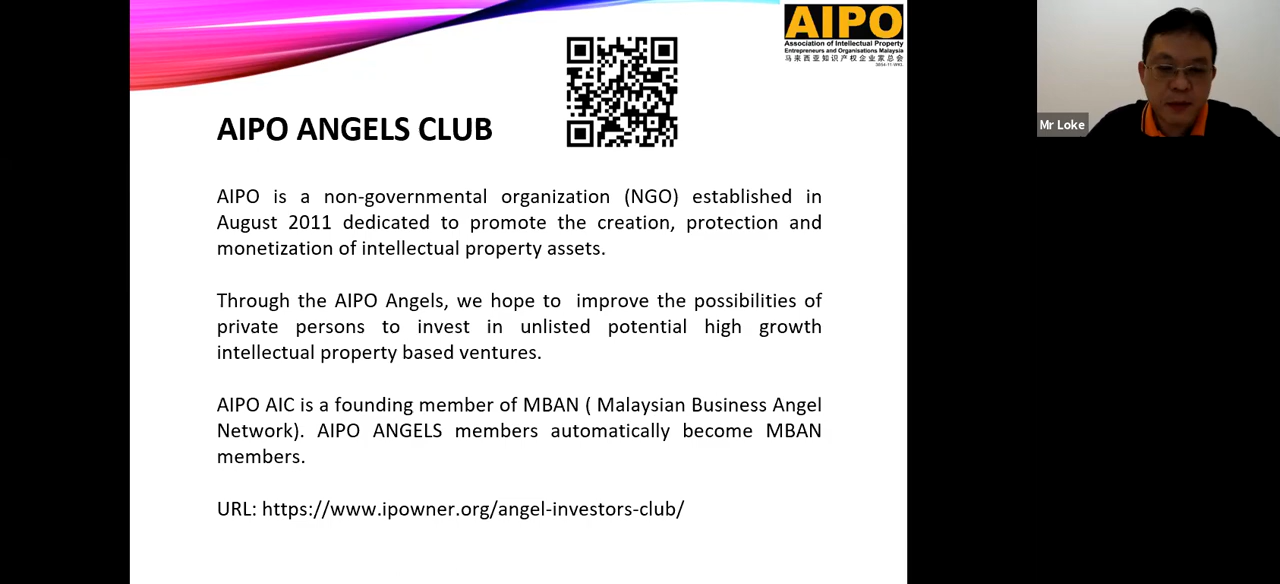 AIPO
Association of Intellectual Property
Entrepreneurs and Organisations Malaysia
马来西亚知识产权企业家总会
Mr Loke
AIPO ANGELS CLUB
AIPO is a non-governmental organization (NGO) established in
August 2011 dedicated to promote the creation, protection and
monetization of intellectual property assets.
Through the AIPO Angels, we hope to improve the possibilities of
private persons to invest in unlisted potential high growth
intellectual property based ventures.
AIPO AIC is a founding member of MBAN ( Malaysian Business Angel
Network). AIPO ANGELS members automatically become MBAN
members.
URL: https://www.ipowner.org/angel-investors-club/